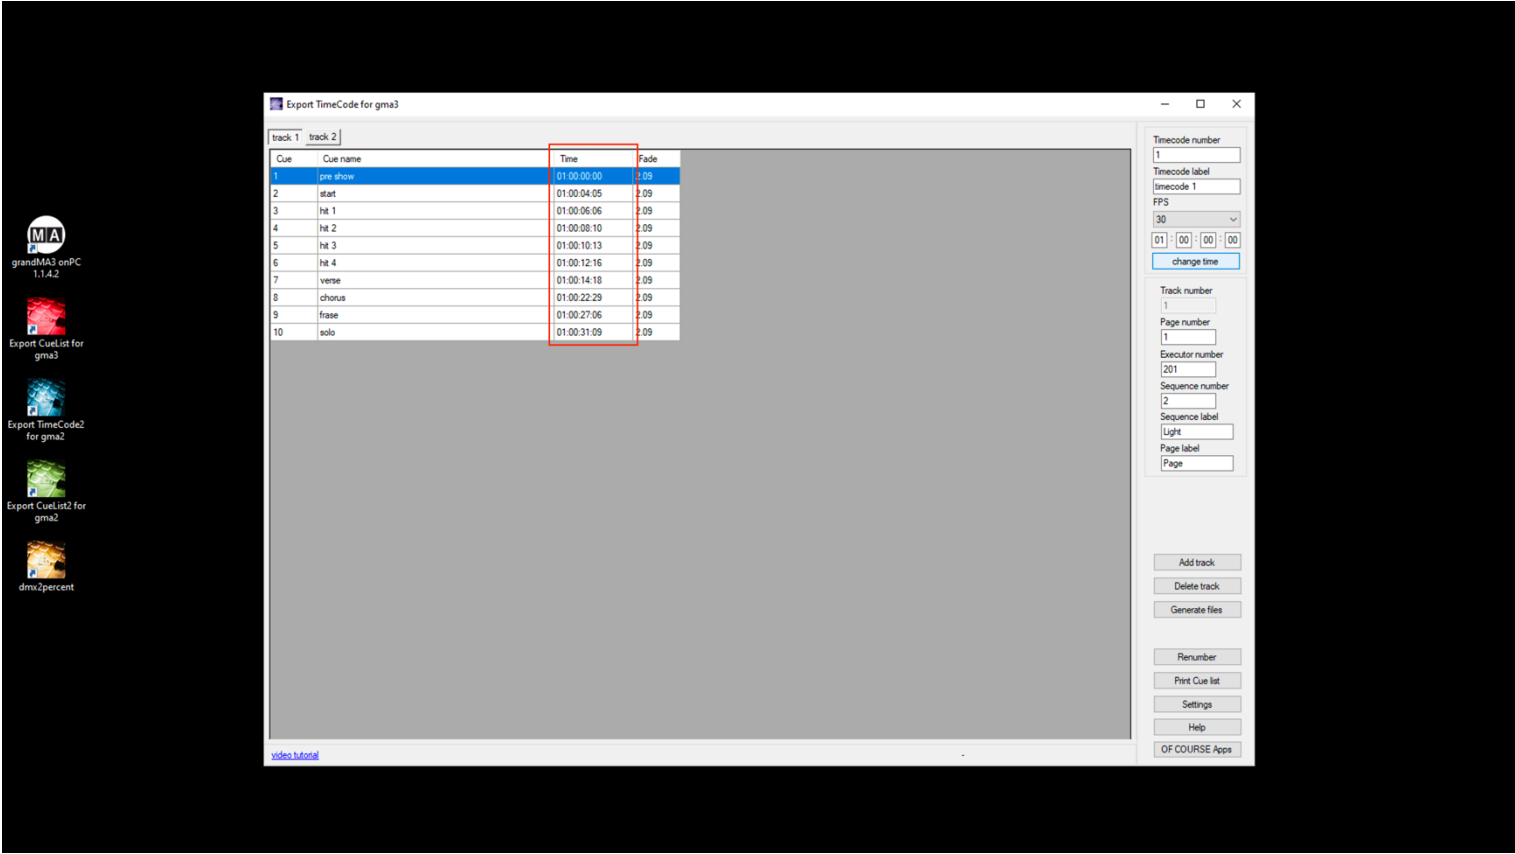 Export TimeCode for gma3
track 1 track 2
Cue Cue name Time Fade
1 pre show 01:00:00:00 2.09
2 start 01:00:04:05 2.09
3 hit 1 01:00:06:06 2.09
4 hit 2 01:00:08:10 2.09
5 hit 3 01:00:10:13 2.09
6 hit 4 01:00:12:16 2.09
7 verse 01:00:14:18 2.09
8 chorus 01:00:22:29 2.09
9 frase 01:00:27:06 2.09
10 solo 01:00:31:09 2.09
Timecode number
1
Timecode label
timecode 1
FPS
30
01 : 00 : 00 : 00
change time
Track number
1
Page number
1
Executor number
201
Sequence number
2
Sequence label
Light
Page label
Page
Add track
Delete track
Generate files
Renumber
Print Cue list
Settings
Help
OF COURSE Apps
video tutorial
-
MA
grandMA3 onPC
1.1.4.2
Export CueList for
gma3
Export TimeCode2
for gma2
Export CueList2 for
gma2
dmx2percent